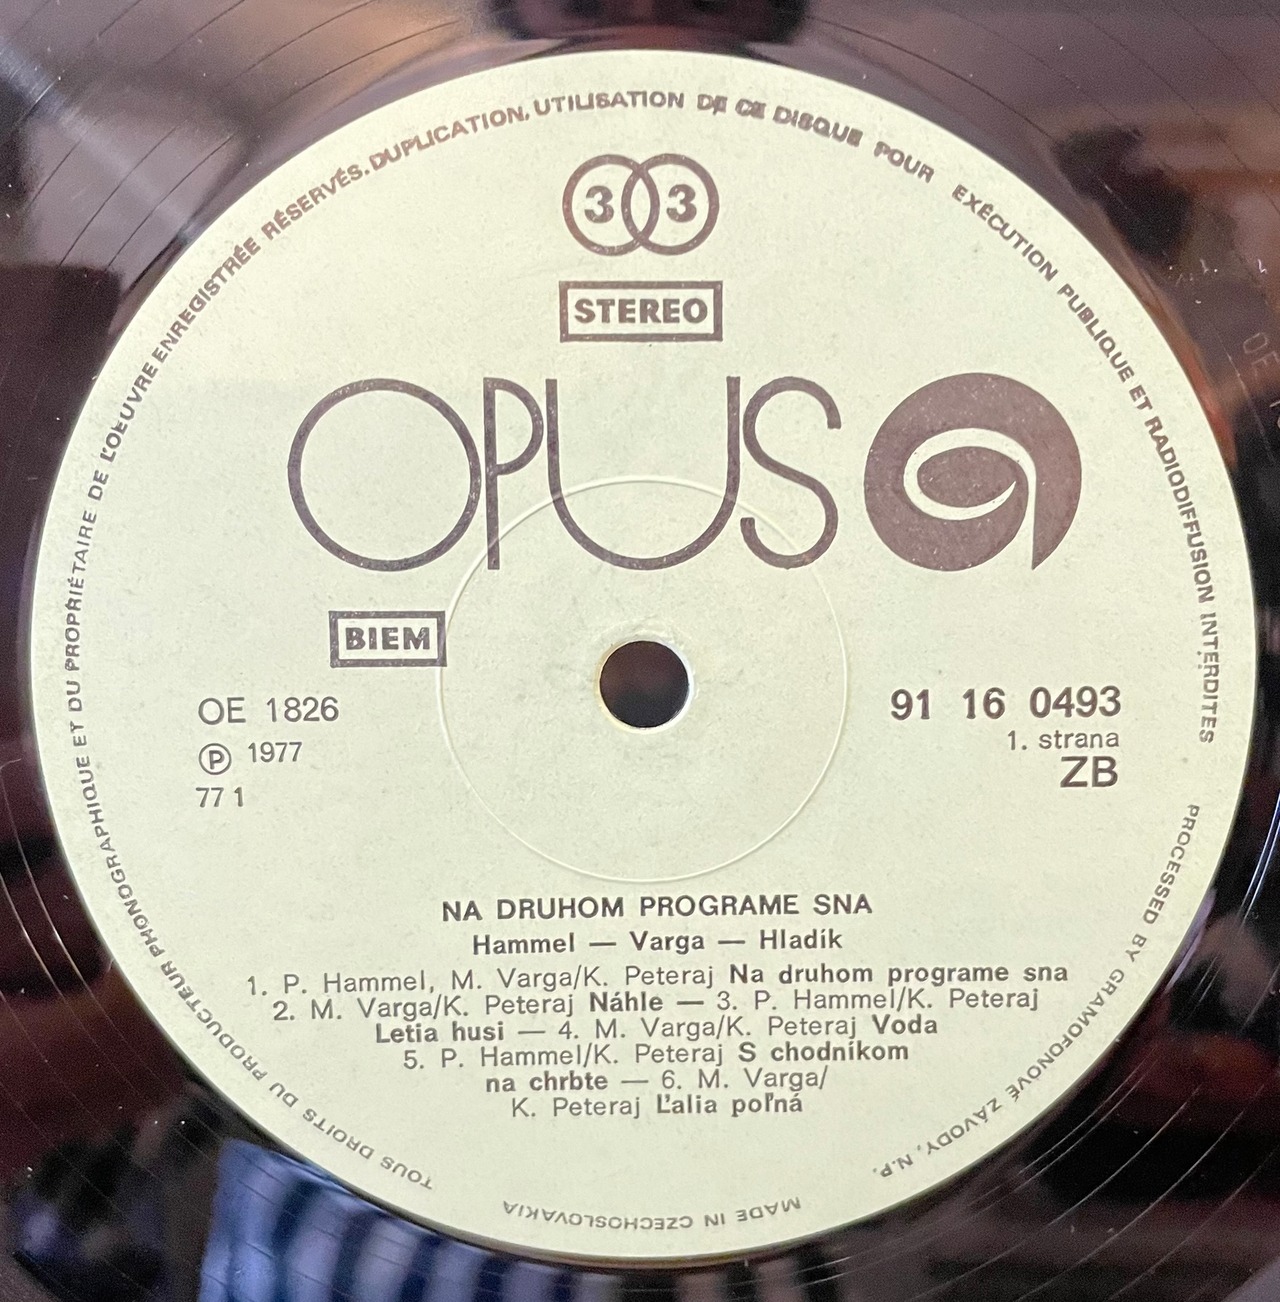 TOUS DROITS DU PRODUCTEUR PHONOGRAPHIQUE ET DU PROPRIÉTAIRE DE L'OEUVRE ENREGISTRÉE RÉSERVÉS. DUPLICATION, UTILISATION DE CE DISQUE POUR EXÉCUTION PUBLIQUE ET RADIODIFFUSION INTERDITES
33
STEREO
OPUS
BIEM
OE 1826
℗ 1977
77 1
91 16 0493
1. strana
ZB
NA DRUHOM PROGRAME SNA
Hammel — Varga — Hladík
1. P. Hammel, M. Varga/K. Peteraj Na druhom programe sna
2. M. Varga/K. Peteraj Náhle — 3. P. Hammel/K. Peteraj
Letia husi — 4. M. Varga/K. Peteraj Voda
5. P. Hammel/K. Peteraj S chodníkom
na chrbte — 6. M. Varga/
K. Peteraj Ľalia poľná
PROCESSED BY GRAMOFONOVÉ ZÁVODY, N.P.
MADE IN CZECHOSLOVAKIA